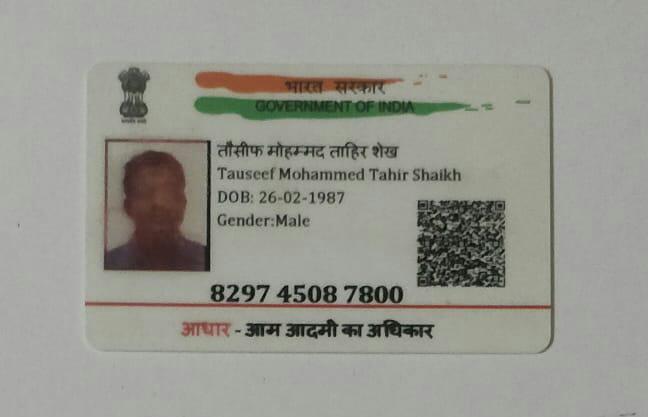 भारत सरकार
GOVERNMENT OF INDIA
तौसीफ मोहम्मद ताहिर शेख
Tauseef Mohammed Tahir Shaikh
DOB: 26-02-1987
Gender:Male
8297 4508 7800
आधार - आम आदमी का अधिकार